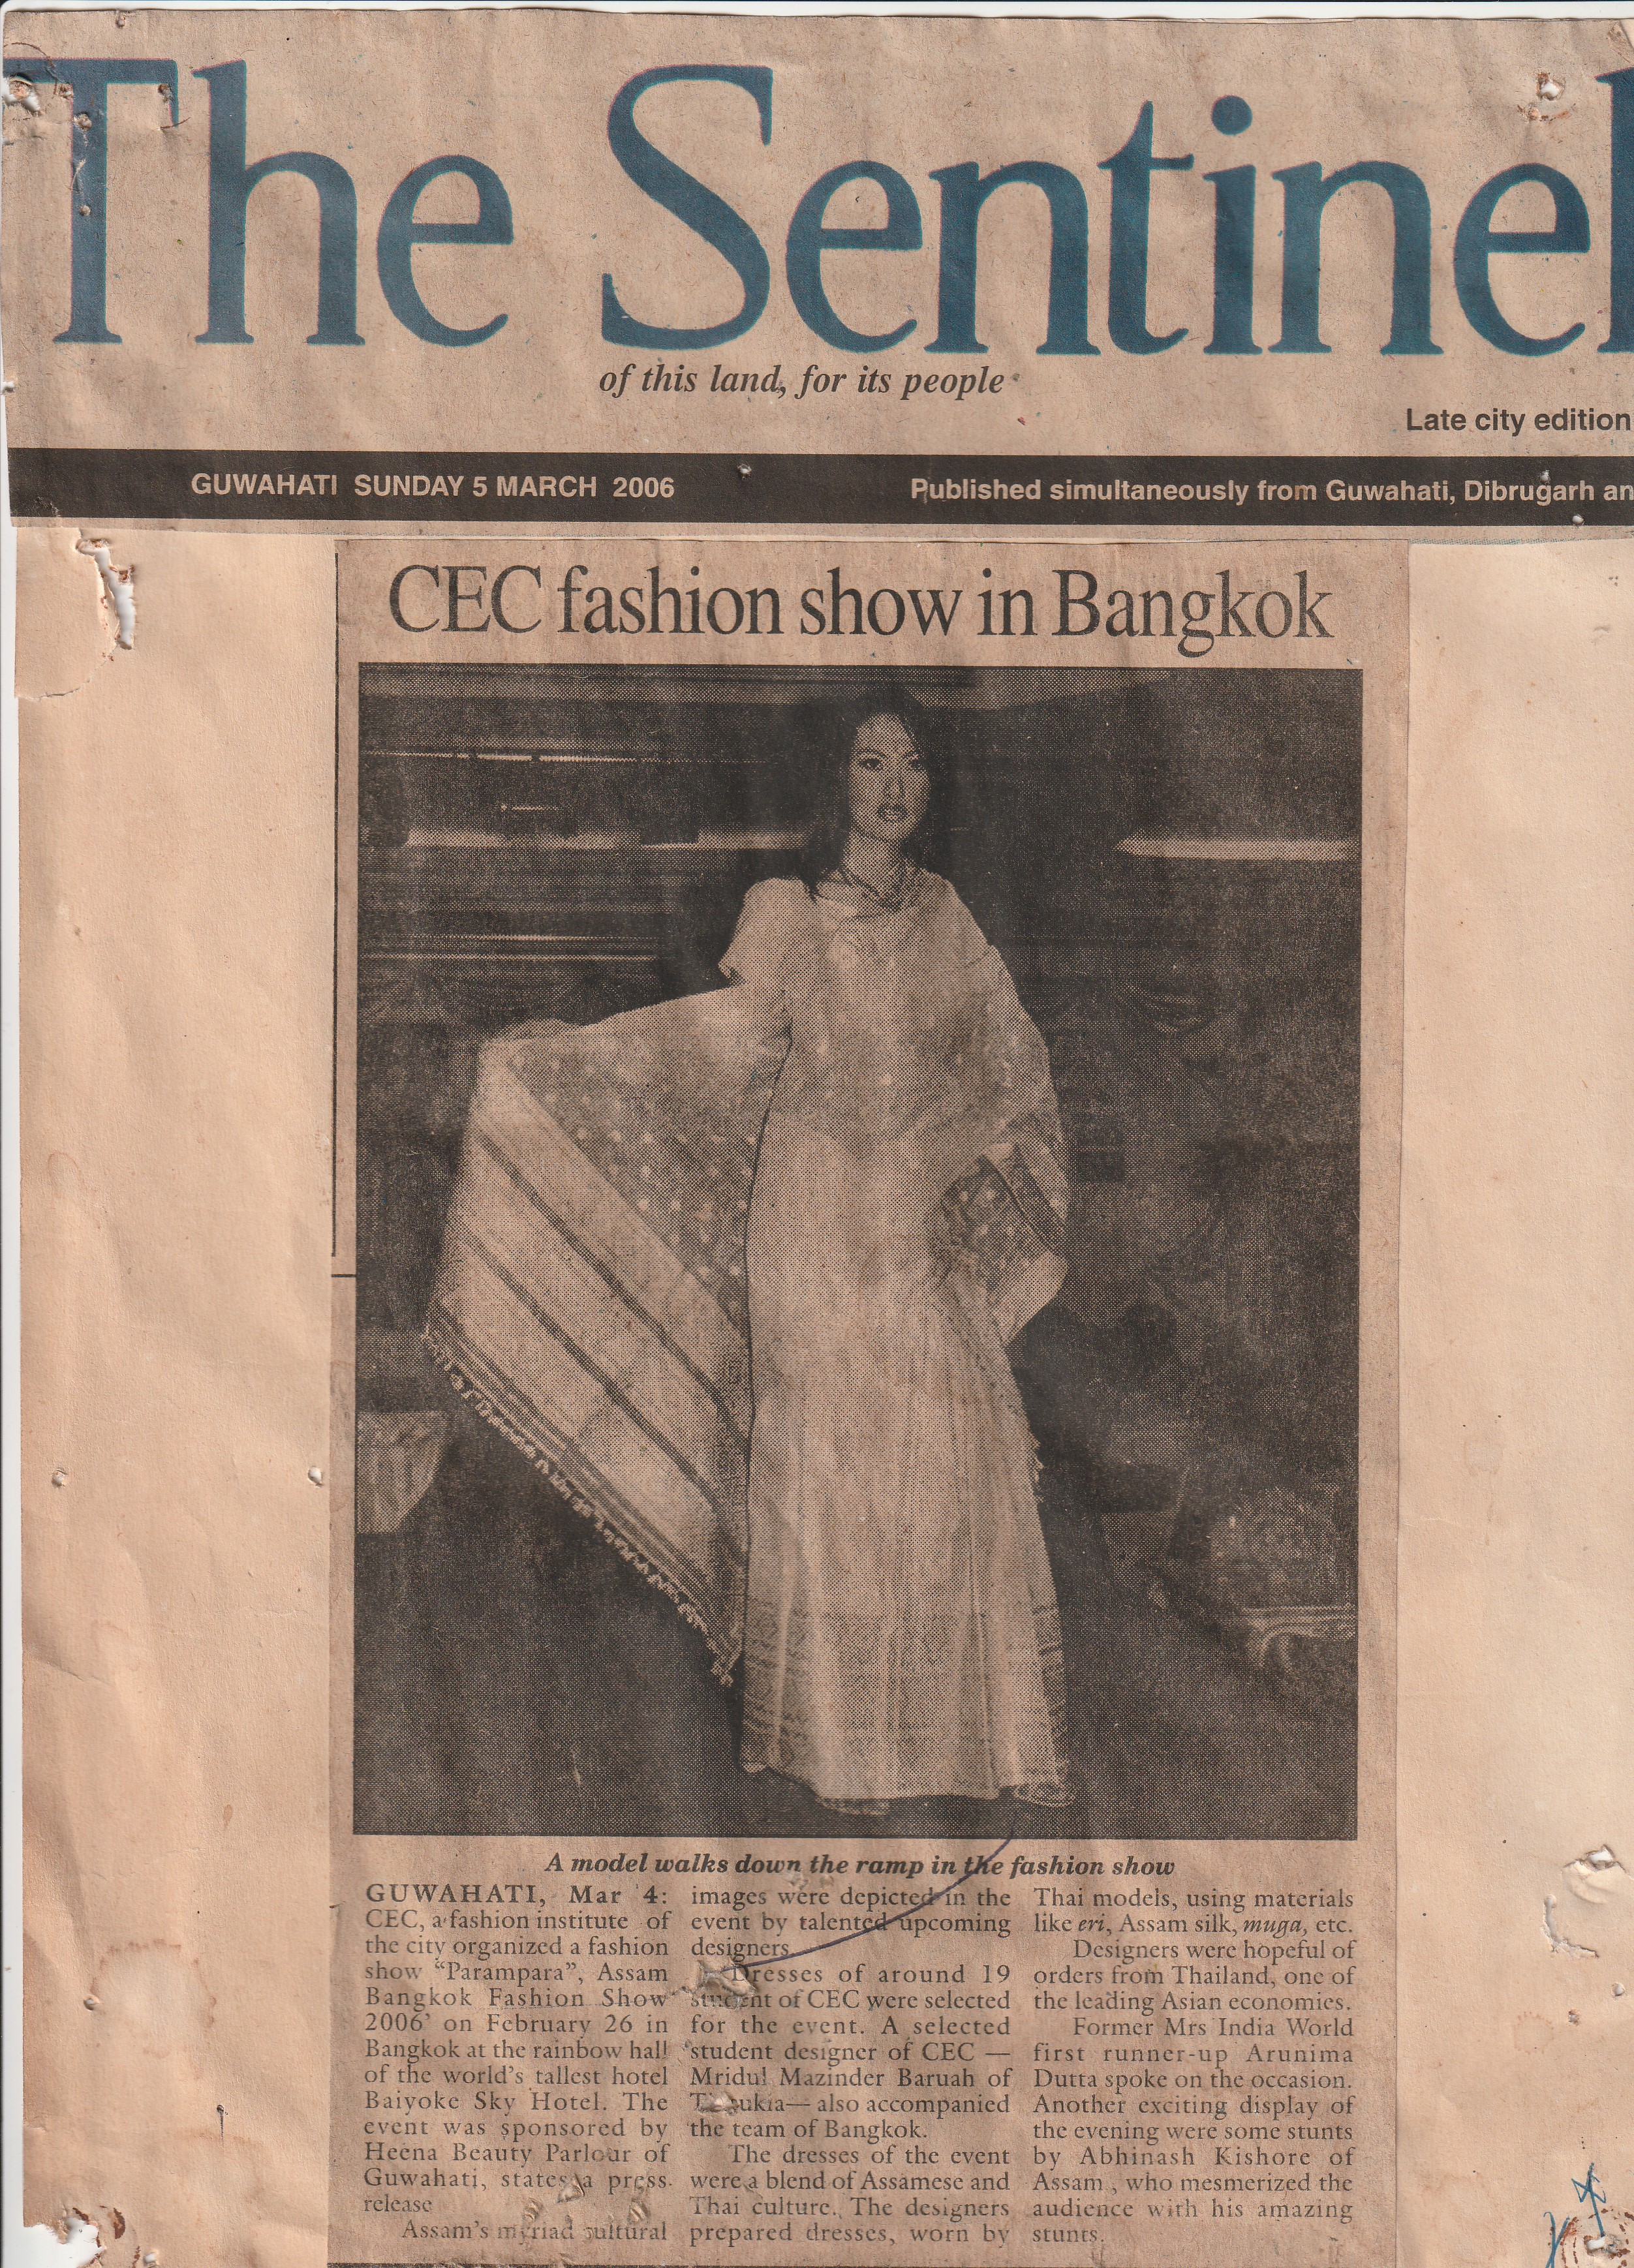 The Sentinel
of this land, for its people
Late city edition
GUWAHATI SUNDAY 5 MARCH 2006
Published simultaneously from Guwahati, Dibrugarh an
CEC fashion show in Bangkok
A model walks down the ramp in the fashion show
GUWAHATI, Mar 4:
CEC, a fashion institute of
the city organized a fashion
show “Parampara”, Assam
Bangkok Fashion Show
2006’ on February 26 in
Bangkok at the rainbow hall
of the world’s tallest hotel
Baiyoke Sky Hotel. The
event was sponsored by
Heena Beauty Parlour of
Guwahati, states a press
release
Assam’s myriad cultural
images were depicted in the
event by talented upcoming
designers.
Dresses of around 19
student of CEC were selected
for the event. A selected
student designer of CEC —
Mridul Mazinder Baruah of
also accompanied
the team of Bangkok.
The dresses of the event
were a blend of Assamese and
Thai culture. The designers
prepared dresses, worn by
Thai models, using materials
like eri, Assam silk, muga, etc.
Designers were hopeful of
orders from Thailand, one of
the leading Asian economies.
Former Mrs India World
first runner-up Arunima
Dutta spoke on the occasion.
Another exciting display of
the evening were some stunts
by Abhinash Kishore of
Assam , who mesmerized the
audience with his amazing
stunts.